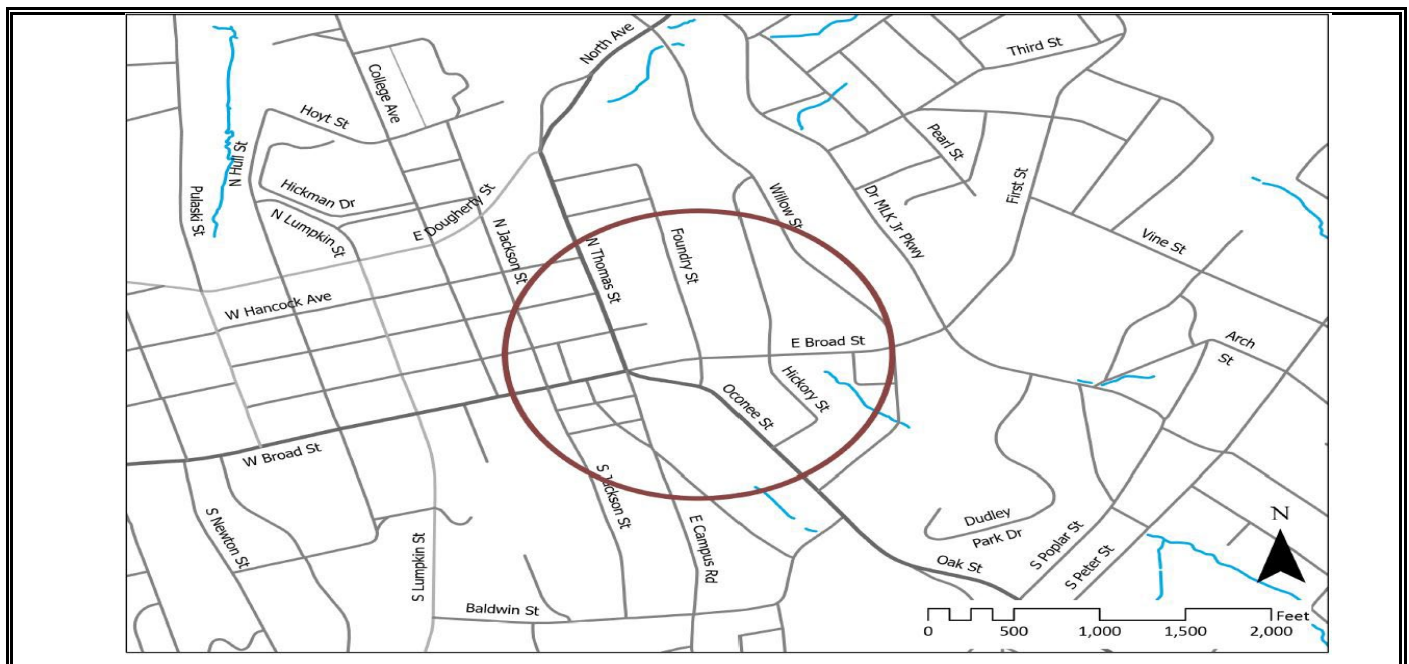 North Ave
Third St
College Ave
Hoyt St
N Hull St
Pearl St
Pulaski St
Hickman Dr
E Dougherty St
Willow St
Dr MLK Jr Pkwy
First St
N Lumpkin St
N Jackson St
N Thomas St
Foundry St
Vine St
W Hancock Ave
E Broad St
Arch
St
Hickory St
Oconee St
W Broad St
S Jackson St
S Newton St
E Campus Rd
Dudley
Park Dr
S Poplar St
S Peter St
N
S Lumpkin St
Oak St
Baldwin St
Feet
0 500 1,000 1,500 2,000